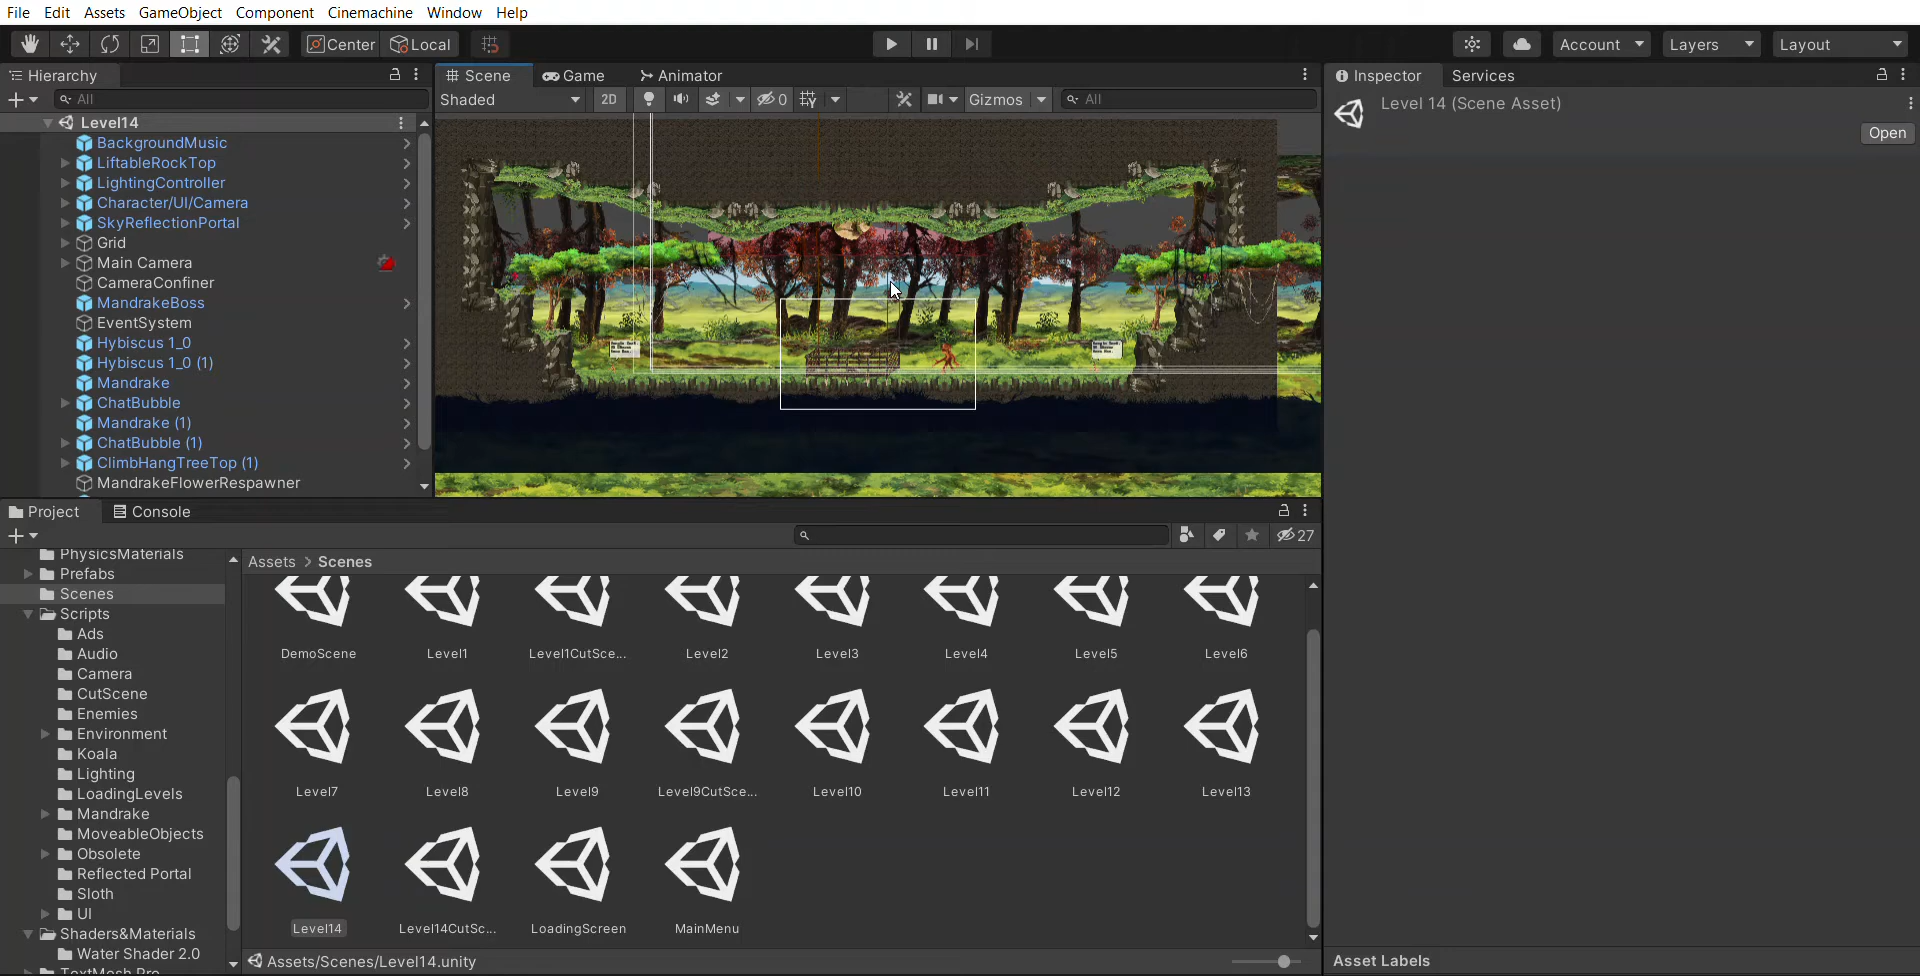 File Edit Assets GameObject Component Cinemachine Window Help
Center Local Account Layers Layout
Hierarchy
All
Level14
BackgroundMusic
LiftableRockTop
LightingController
Character/UI/Camera
SkyReflectionPortal
Grid
Main Camera
CameraConfiner
MandrakeBoss
EventSystem
Hybiscus 1_0
Hybiscus 1_0 (1)
Mandrake
ChatBubble
Mandrake (1)
ChatBubble (1)
ClimbHangTreeTop (1)
MandrakeFlowerRespawner
Scene Game Animator
Shaded 2D 0 Gizmos All
Inspector Services
Level 14 (Scene Asset)
Open
Project Console
27
PhysicsMaterials
Prefabs
Scenes
Scripts
Ads
Audio
Camera
CutScene
Enemies
Environment
Koala
Lighting
LoadingLevels
Mandrake
MoveableObjects
Obsolete
Reflected Portal
Sloth
UI
Shaders&Materials
Water Shader 2.0
TextMesh Pro
Assets > Scenes
DemoScene Level1 Level1CutSce... Level2 Level3 Level4 Level5 Level6
Level7 Level8 Level9 Level9CutSce... Level10 Level11 Level12 Level13
Level14 Level14CutSc... LoadingScreen MainMenu
Assets/Scenes/Level14.unity
Asset Labels